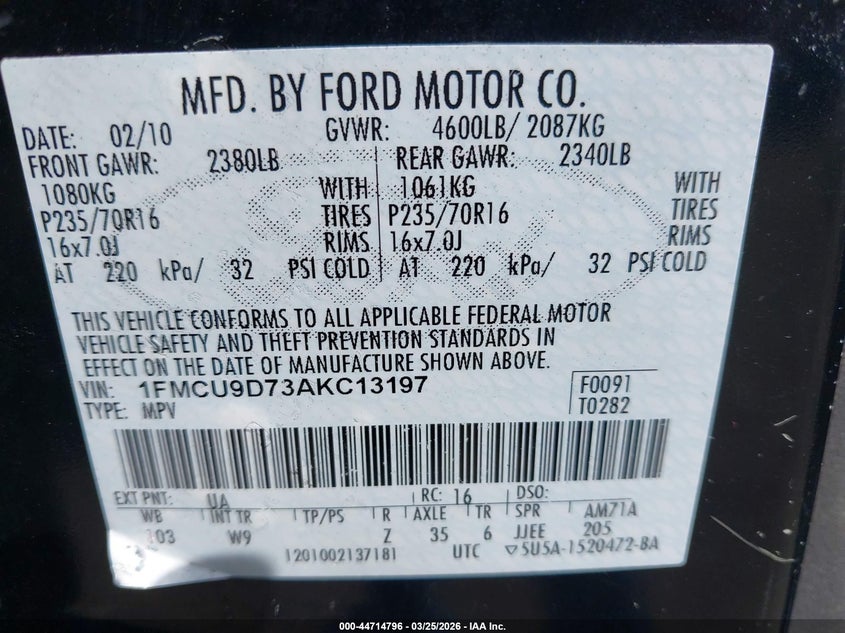 MFD. BY FORD MOTOR CO.
DATE: 02/10 GVWR: 4600LB/ 2087KG
FRONT GAWR: 2380LB REAR GAWR: 2340LB
1080KG WITH 1061KG WITH
P235/70R16 TIRES P235/70R16 TIRES
16x7.0J RIMS 16x7.0J RIMS
AT 220 kPa/ 32 PSI COLD AT 220 kPa/ 32 PSI COLD
THIS VEHICLE CONFORMS TO ALL APPLICABLE FEDERAL MOTOR
VEHICLE SAFETY AND THEFT PREVENTION STANDARDS IN
EFFECT ON THE DATE OF MANUFACTURE SHOWN ABOVE.
VIN: 1FMCU9D73AKC13197 F0091
TYPE: MPV T0282
EXT PNT: UA RC: 16 DSO:
WB INT TR TP/PS R AXLE TR SPR AM71A
103 W9 Z 35 6 JJEE 205
1201002137181 UTC ▽5U5A-1520472-BA
000-44714796 - 03/25/2026 - IAA Inc.